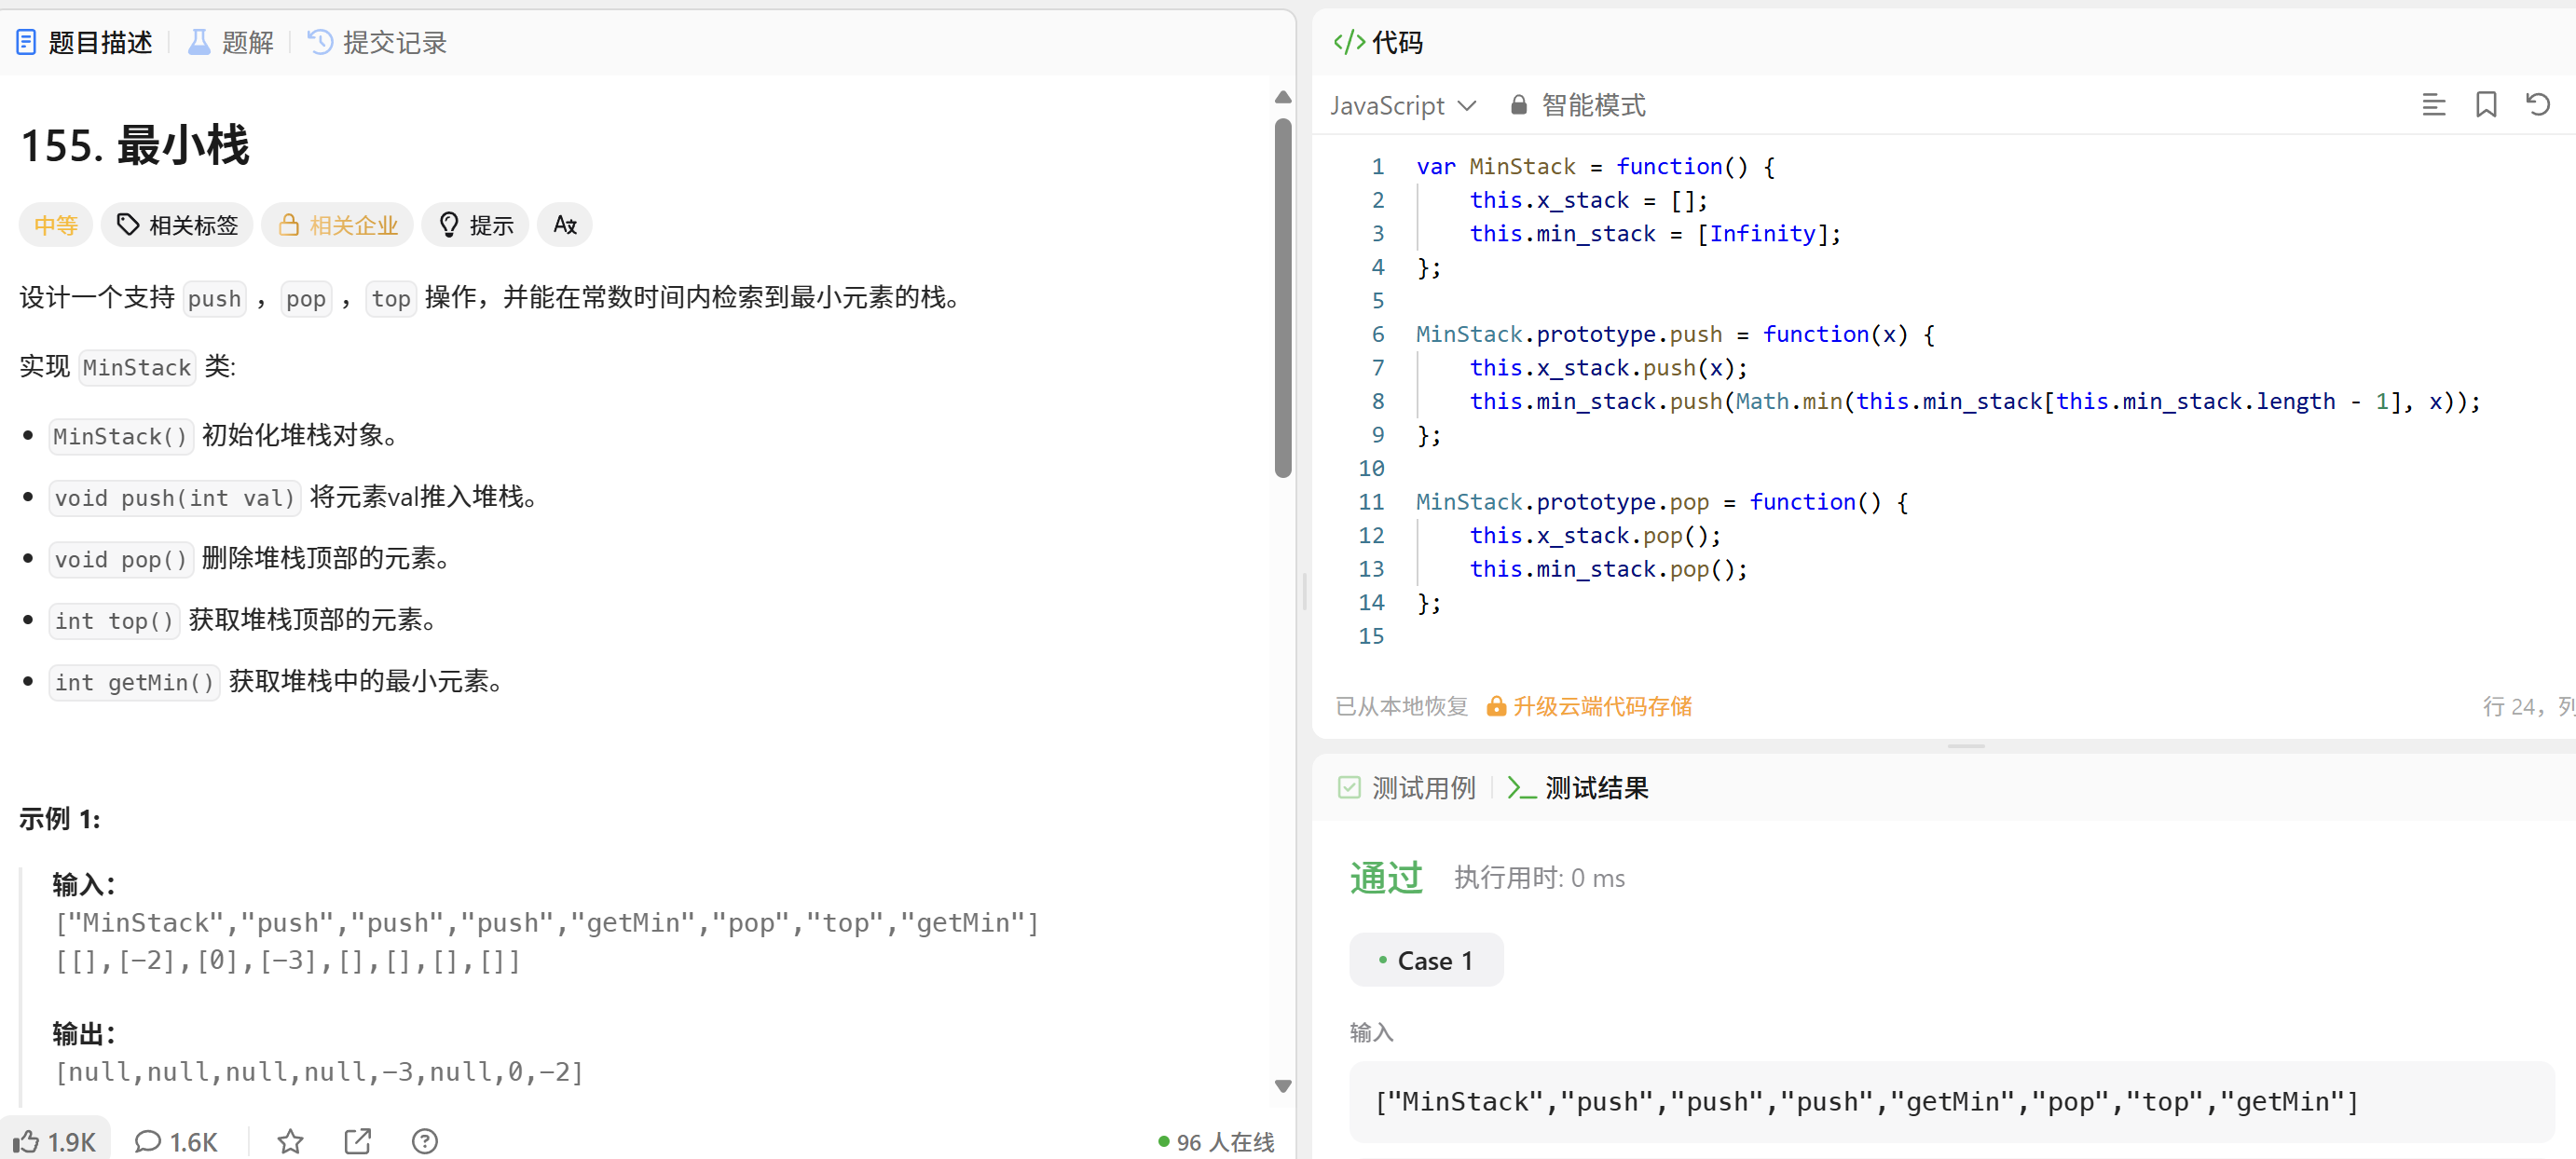 题目描述 题解 提交记录
155. 最小栈
中等 相关标签 相关企业 提示
设计一个支持 push ，pop ，top 操作，并能在常数时间内检索到最小元素的栈。
实现 MinStack 类:
MinStack() 初始化堆栈对象。
void push(int val) 将元素val推入堆栈。
void pop() 删除堆栈顶部的元素。
int top() 获取堆栈顶部的元素。
int getMin() 获取堆栈中的最小元素。
示例 1:
输入：
["MinStack","push","push","push","getMin","pop","top","getMin"]
[[],[-2],[0],[-3],[],[],[],[]]
输出：
[null,null,null,null,-3,null,0,-2]
1.9K 1.6K 96 人在线
</> 代码
JavaScript 智能模式
1 var MinStack = function() {
2 this.x_stack = [];
3 this.min_stack = [Infinity];
4 };
5
6 MinStack.prototype.push = function(x) {
7 this.x_stack.push(x);
8 this.min_stack.push(Math.min(this.min_stack[this.min_stack.length - 1], x));
9 };
10
11 MinStack.prototype.pop = function() {
12 this.x_stack.pop();
13 this.min_stack.pop();
14 };
15
已从本地恢复 升级云端代码存储 行 24，列
测试用例 测试结果
通过 执行用时: 0 ms
Case 1
输入
["MinStack","push","push","push","getMin","pop","top","getMin"]